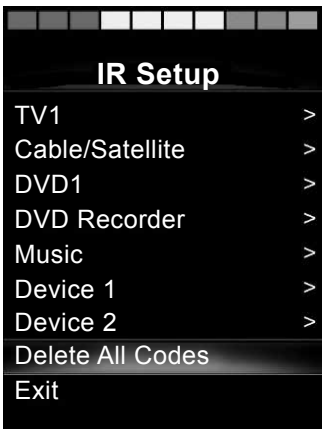 IR Setup
TV1 >
Cable/Satellite >
DVD1 >
DVD Recorder >
Music >
Device 1 >
Device 2 >
Delete All Codes
Exit